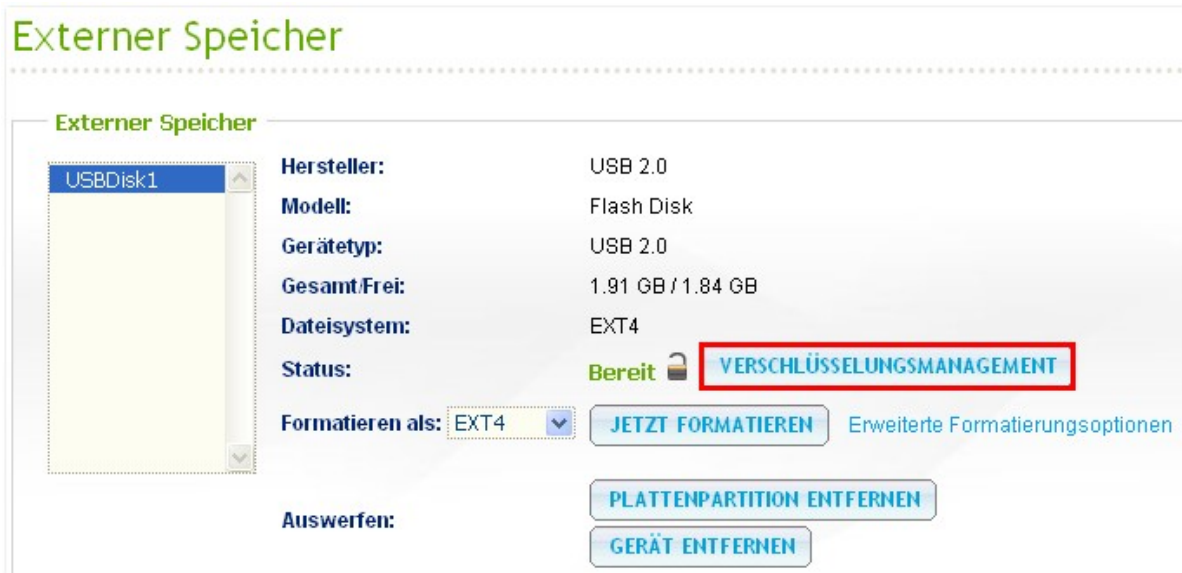 Externer Speicher
Externer Speicher
USBDisk1
Hersteller: USB 2.0
Modell: Flash Disk
Gerätetyp: USB 2.0
Gesamt/Frei: 1.91 GB / 1.84 GB
Dateisystem: EXT4
Status: Bereit VERSCHLÜSSELUNGSMANAGEMENT
Formatieren als: EXT4 JETZT FORMATIEREN Erweiterte Formatierungsoptionen
Auswerfen: PLATTENPARTITION ENTFERNEN
GERÄT ENTFERNEN